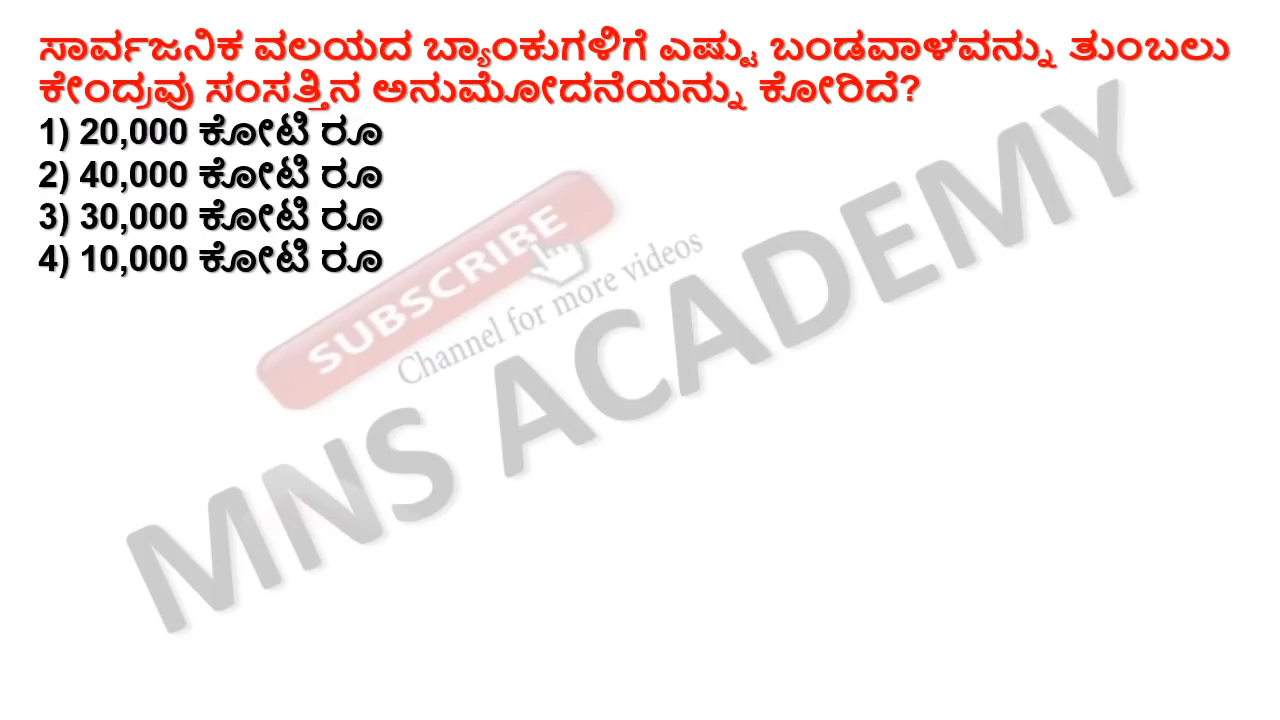 ಸಾರ್ವಜನಿಕ ವಲಯದ ಬ್ಯಾಂಕುಗಳಿಗೆ ಎಷ್ಟು ಬಂಡವಾಳವನ್ನು ತುಂಬಲು
ಕೇಂದ್ರವು ಸಂಸತ್ತಿನ ಅನುಮೋದನೆಯನ್ನು ಕೋರಿದೆ?
1) 20,000 ಕೋಟಿ ರೂ
2) 40,000 ಕೋಟಿ ರೂ
3) 30,000 ಕೋಟಿ ರೂ
4) 10,000 ಕೋಟಿ ರೂ
SUBSCRIBE
Channel for more videos
MNS ACADEMY